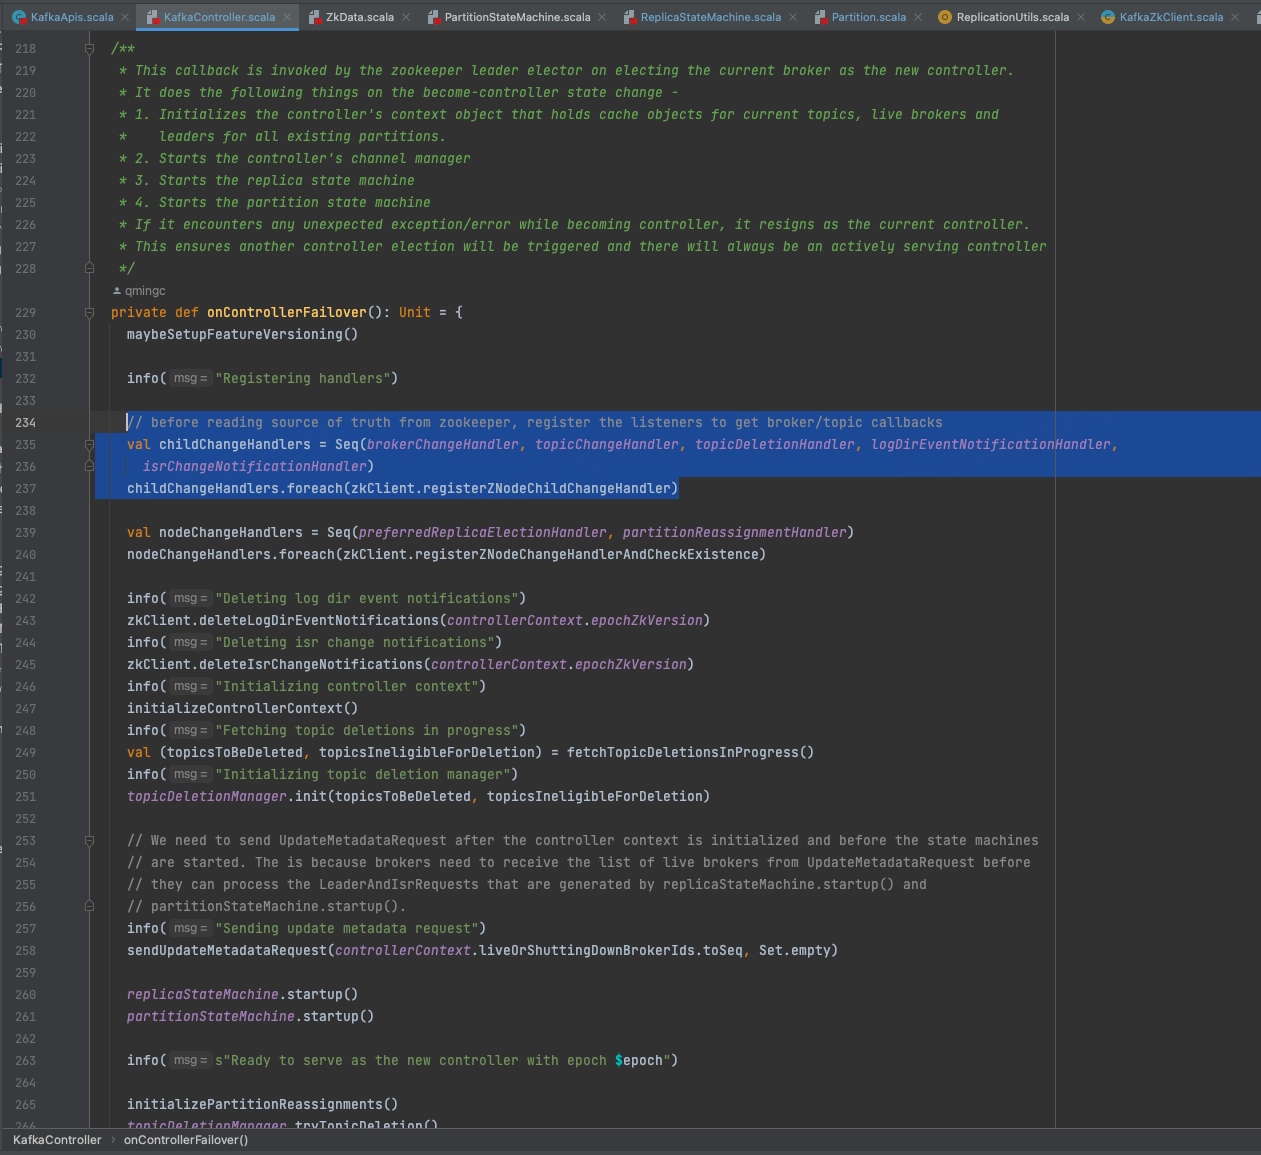 KafkaApis.scala KafkaController.scala ZkData.scala PartitionStateMachine.scala ReplicaStateMachine.scala Partition.scala ReplicationUtils.scala KafkaZkClient.scala
218 /**
219 * This callback is invoked by the zookeeper leader elector on electing the current broker as the new controller.
220 * It does the following things on the become-controller state change -
221 * 1. Initializes the controller's context object that holds cache objects for current topics, live brokers and
222 *    leaders for all existing partitions.
223 * 2. Starts the controller's channel manager
224 * 3. Starts the replica state machine
225 * 4. Starts the partition state machine
226 * If it encounters any unexpected exception/error while becoming controller, it resigns as the current controller.
227 * This ensures another controller election will be triggered and there will always be an actively serving controller
228 */
qmingc
229 private def onControllerFailover(): Unit = {
230 maybeSetupFeatureVersioning()
231
232 info( msg = "Registering handlers")
233
234 // before reading source of truth from zookeeper, register the listeners to get broker/topic callbacks
235 val childChangeHandlers = Seq(brokerChangeHandler, topicChangeHandler, topicDeletionHandler, logDirEventNotificationHandler,
236 isrChangeNotificationHandler)
237 childChangeHandlers.foreach(zkClient.registerZNodeChildChangeHandler)
238
239 val nodeChangeHandlers = Seq(preferredReplicaElectionHandler, partitionReassignmentHandler)
240 nodeChangeHandlers.foreach(zkClient.registerZNodeChangeHandlerAndCheckExistence)
241
242 info( msg = "Deleting log dir event notifications")
243 zkClient.deleteLogDirEventNotifications(controllerContext.epochZkVersion)
244 info( msg = "Deleting isr change notifications")
245 zkClient.deleteIsrChangeNotifications(controllerContext.epochZkVersion)
246 info( msg = "Initializing controller context")
247 initializeControllerContext()
248 info( msg = "Fetching topic deletions in progress")
249 val (topicsToBeDeleted, topicsIneligibleForDeletion) = fetchTopicDeletionsInProgress()
250 info( msg = "Initializing topic deletion manager")
251 topicDeletionManager.init(topicsToBeDeleted, topicsIneligibleForDeletion)
252
253 // We need to send UpdateMetadataRequest after the controller context is initialized and before the state machines
254 // are started. The is because brokers need to receive the list of live brokers from UpdateMetadataRequest before
255 // they can process the LeaderAndIsrRequests that are generated by replicaStateMachine.startup() and
256 // partitionStateMachine.startup().
257 info( msg = "Sending update metadata request")
258 sendUpdateMetadataRequest(controllerContext.liveOrShuttingDownBrokerIds.toSeq, Set.empty)
259
260 replicaStateMachine.startup()
261 partitionStateMachine.startup()
262
263 info( msg = s"Ready to serve as the new controller with epoch $epoch")
264
265 initializePartitionReassignments()
266 topicDeletionManager.tryTopicDeletion()
KafkaController › onControllerFailover()